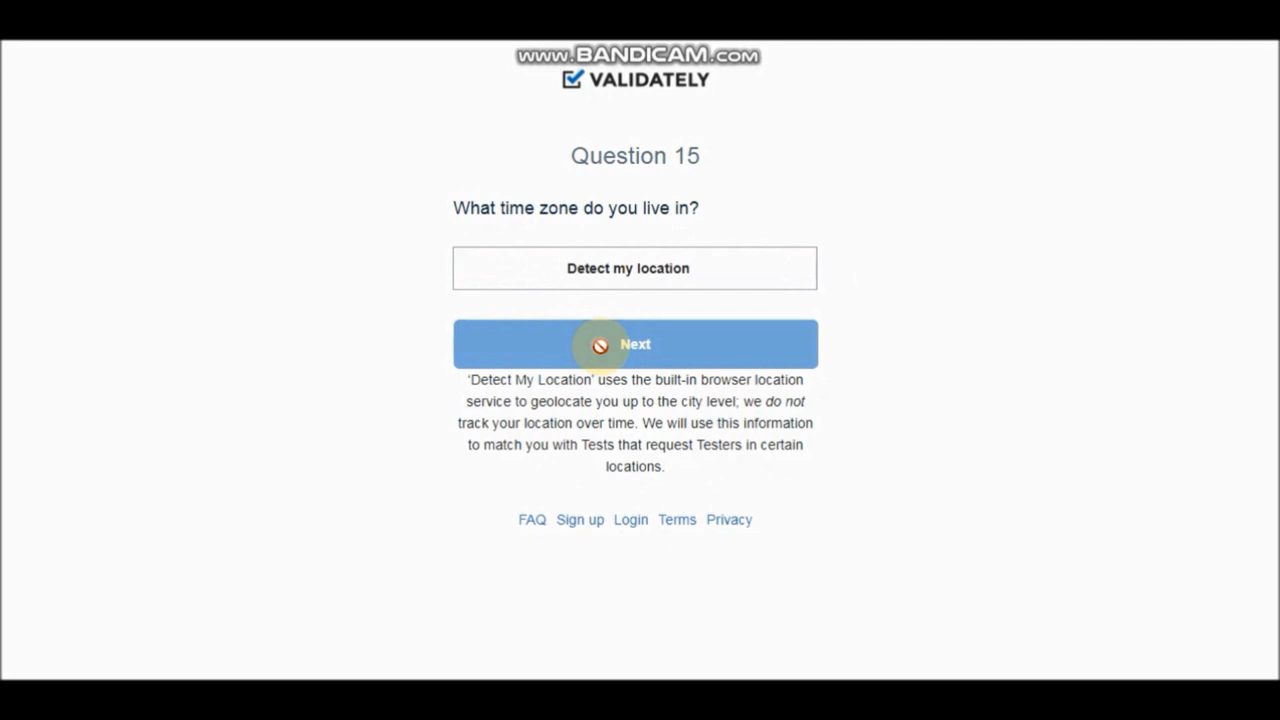 www.BANDICAM.com
VALIDATELY
Question 15
What time zone do you live in?
Detect my location
Next
'Detect My Location' uses the built-in browser location
service to geolocate you up to the city level; we do not
track your location over time. We will use this information
to match you with Tests that request Testers in certain
locations.
FAQ Sign up Login Terms Privacy